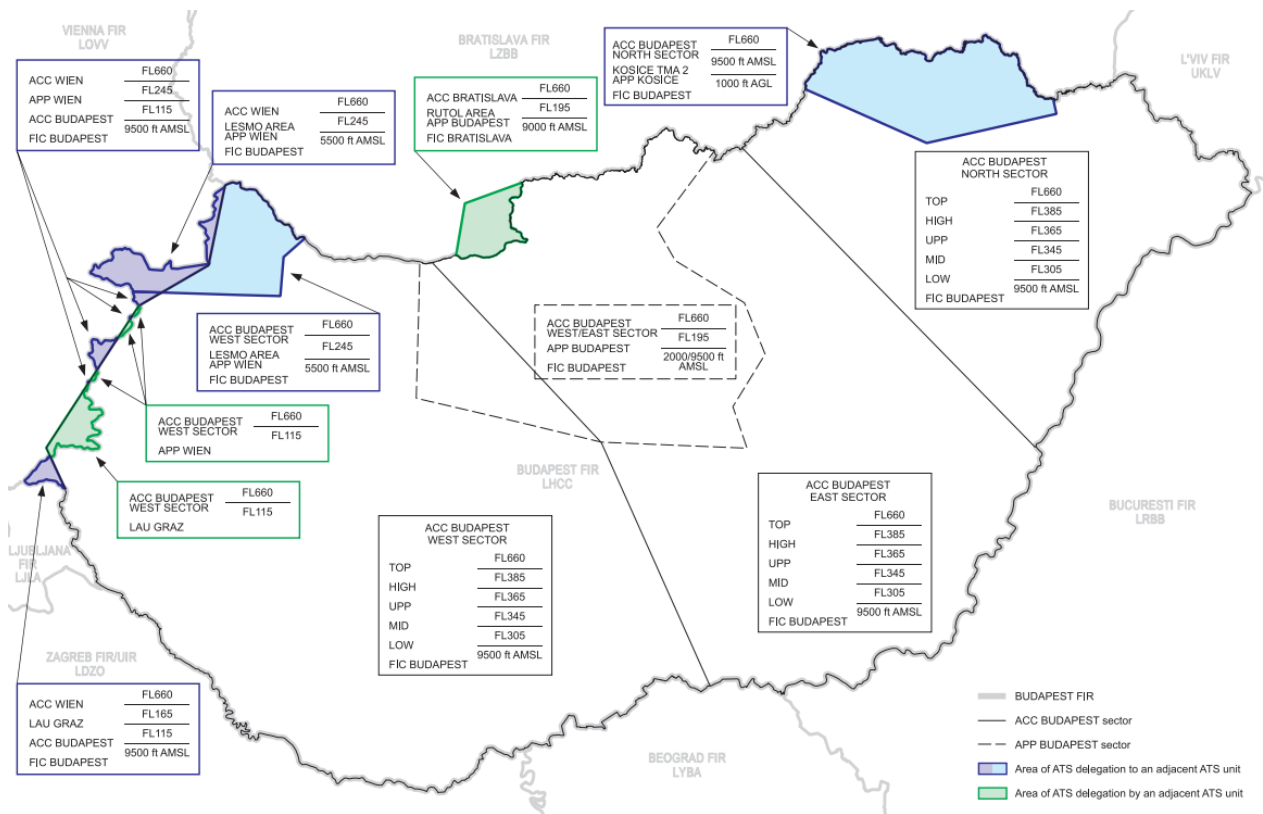 VIENNA FIR
LOVV
BRATISLAVA FIR
LZBB
L'VIV FIR
UKLV
FL660
ACC WIEN
FL245
APP WIEN
FL115
ACC BUDAPEST
9500 ft AMSL
FIC BUDAPEST
FL660
ACC WIEN
FL245
LESMO AREA
APP WIEN
5500 ft AMSL
FIC BUDAPEST
FL660
ACC BRATISLAVA
FL195
RUTOL AREA
APP BUDAPEST
9000 ft AMSL
FIC BRATISLAVA
FL660
ACC BUDAPEST
NORTH SECTOR
9500 ft AMSL
KOSICE TMA 2
APP KOSICE
1000 ft AGL
FIC BUDAPEST
ACC BUDAPEST
NORTH SECTOR
FL660
TOP
FL385
HIGH
FL365
UPP
FL345
MID
FL305
LOW
9500 ft AMSL
FIC BUDAPEST
FL660
ACC BUDAPEST
WEST SECTOR
FL245
LESMO AREA
APP WIEN
5500 ft AMSL
FIC BUDAPEST
FL660
ACC BUDAPEST
WEST/EAST SECTOR
FL195
APP BUDAPEST
2000/9500 ft
AMSL
FIC BUDAPEST
FL660
ACC BUDAPEST
WEST SECTOR
FL115
APP WIEN
FL660
ACC BUDAPEST
WEST SECTOR
FL115
LAU GRAZ
BUDAPEST FIR
LHCC
ACC BUDAPEST
EAST SECTOR
FL660
TOP
FL385
HIGH
FL365
UPP
FL345
MID
FL305
LOW
9500 ft AMSL
FIC BUDAPEST
BUCURESTI FIR
LRBB
ACC BUDAPEST
WEST SECTOR
FL660
TOP
FL385
HIGH
FL365
UPP
FL345
MID
FL305
LOW
9500 ft AMSL
FIC BUDAPEST
LJUBLJANA
FIR
LJLA
ZAGREB FIR/UIR
LDZO
FL660
ACC WIEN
FL165
LAU GRAZ
FL115
ACC BUDAPEST
9500 ft AMSL
FIC BUDAPEST
BEOGRAD FIR
LYBA
BUDAPEST FIR
ACC BUDAPEST sector
APP BUDAPEST sector
Area of ATS delegation to an adjacent ATS unit
Area of ATS delegation by an adjacent ATS unit